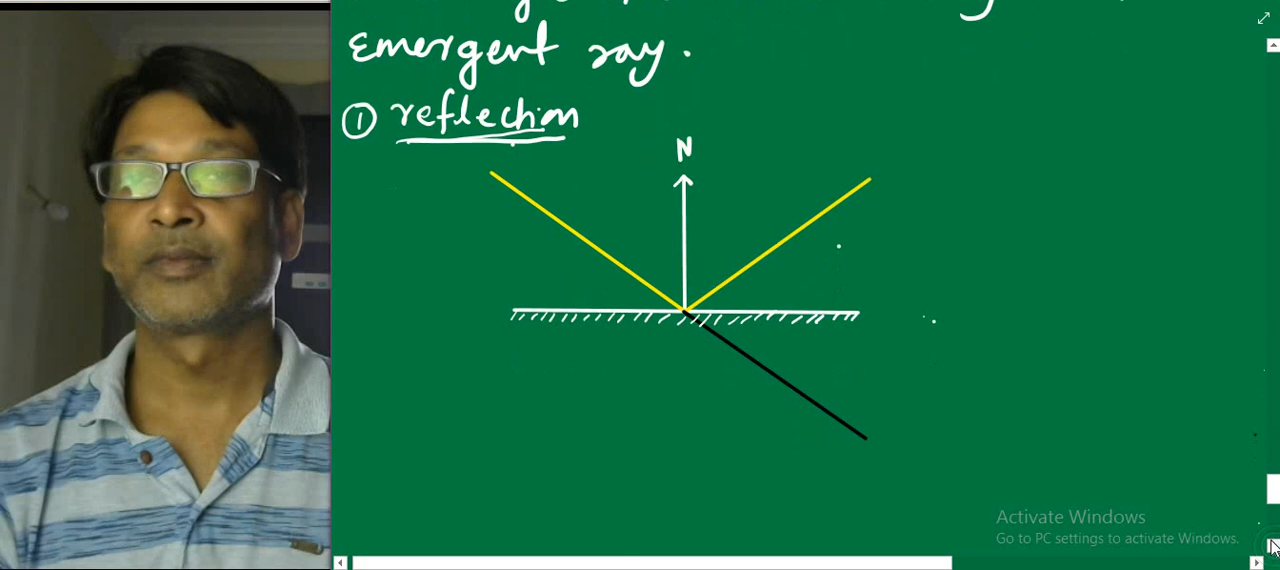 emergent ray.
① reflection
N
Activate Windows
Go to PC settings to activate Windows.